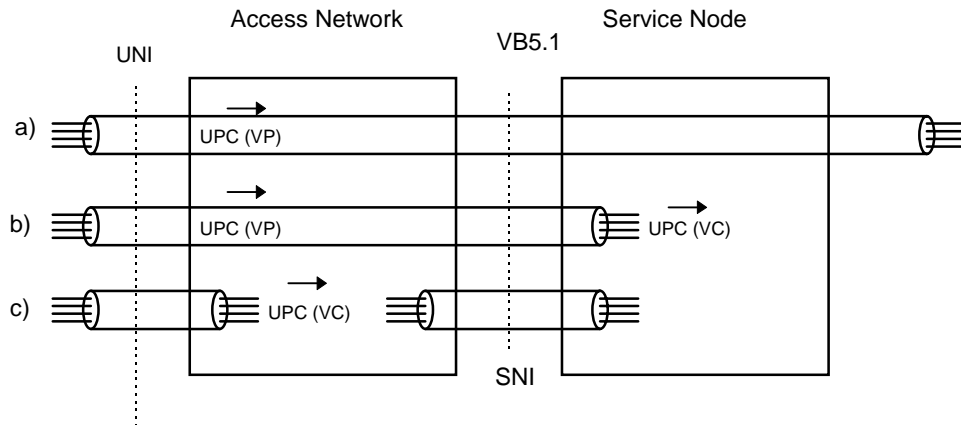 Access Network
Service Node
VB5.1
UNI
a)
UPC (VP)
b)
UPC (VP)
UPC (VC)
c)
UPC (VC)
SNI